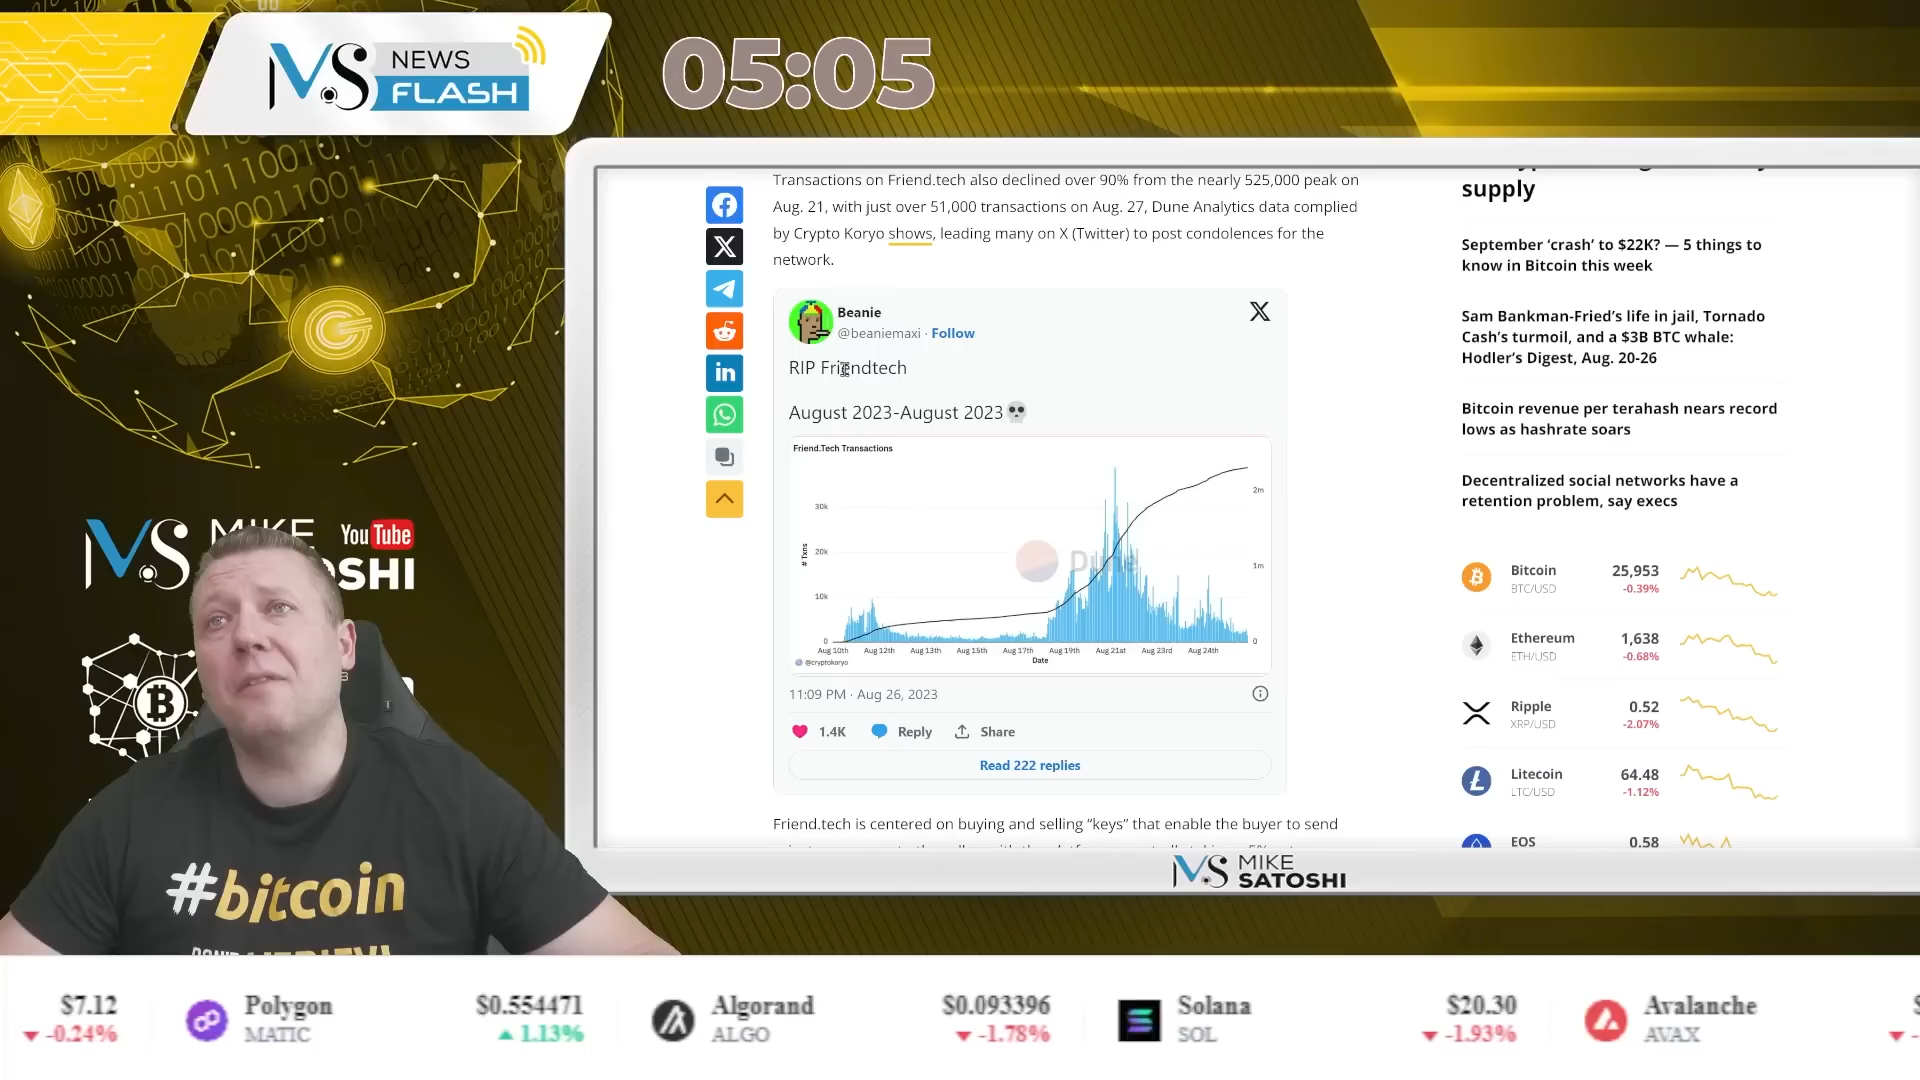 NEWS
FLASH
05:05
Transactions on Friend.tech also declined over 90% from the nearly 525,000 peak on
Aug. 21, with just over 51,000 transactions on Aug. 27, Dune Analytics data complied
by Crypto Koryo shows, leading many on X (Twitter) to post condolences for the
network.
Beanie
@beaniemaxi · Follow
RIP Friendtech
August 2023-August 2023💀
Friend.Tech Transactions
30k
20k
10k
0
2m
1m
0
# Txns
Dune
Aug 10th Aug 12th Aug 13th Aug 15th Aug 17th Aug 19th Aug 21st Aug 23rd Aug 24th
Date
@cryptokoryo
11:09 PM · Aug 26, 2023
1.4K Reply Share
Read 222 replies
Friend.tech is centered on buying and selling “keys” that enable the buyer to send
supply
September ‘crash’ to $22K? — 5 things to
know in Bitcoin this week
Sam Bankman-Fried’s life in jail, Tornado
Cash’s turmoil, and a $3B BTC whale:
Hodler’s Digest, Aug. 20-26
Bitcoin revenue per terahash nears record
lows as hashrate soars
Decentralized social networks have a
retention problem, say execs
Bitcoin 25,953
BTC/USD -0.39%
Ethereum 1,638
ETH/USD -0.68%
Ripple 0.52
XRP/USD -2.07%
Litecoin 64.48
LTC/USD -1.12%
EOS 0.58
MIKE
SATOSHI
YouTube
#bitcoin
$7.12
-0.24%
Polygon $0.554471
MATIC 1.13%
Algorand $0.093396
ALGO -1.78%
Solana $20.30
SOL -1.93%
Avalanche
AVAX